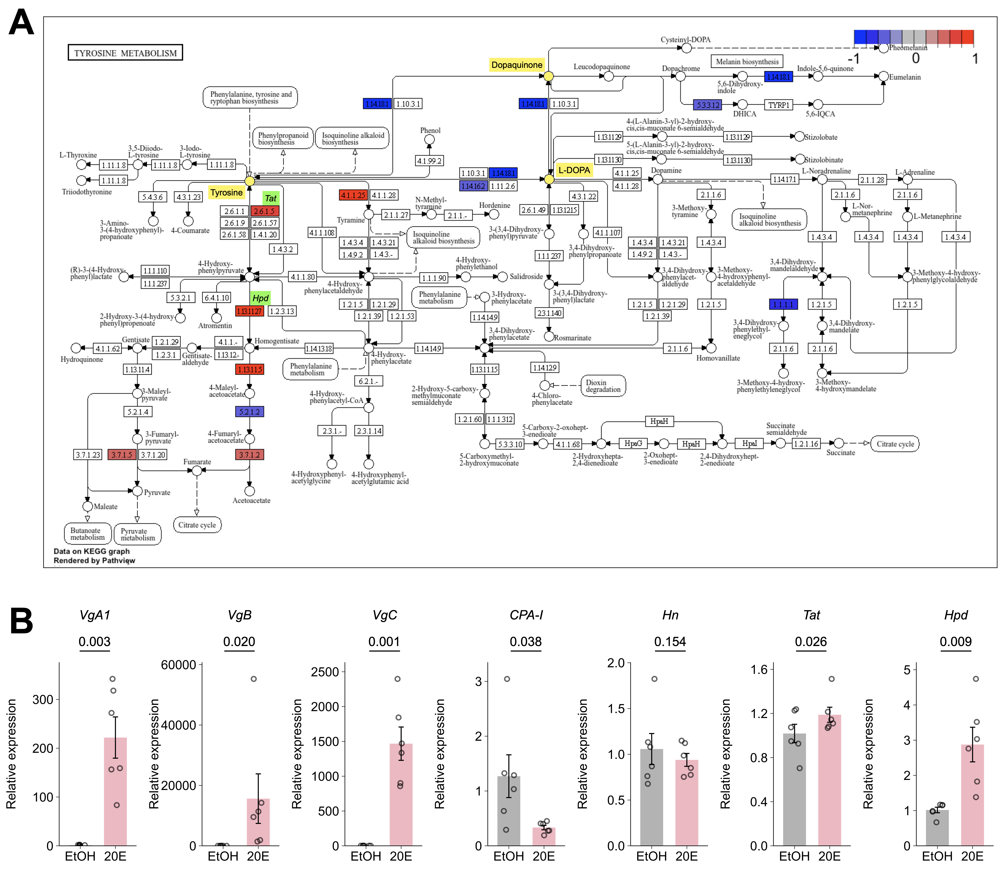 A
TYROSINE METABOLISM
-1 0 1
Cysteinyl-DOPA
Pheomelanin
Dopaquinone
Leucodopaquinone
Dopachrome
Melanin biosynthesis
Indole-5,6-quinone
1.14.18.1
Eumelanin
5,6-Dihydroxy-
indole
Phenylalanine, tyrosine and
ryptophan biosynthesis
1.14.18.1 1.10.3.1
1.14.18.1 1.10.3.1
5.3.3.12
TYRP1
DHICA
5,6-IQCA
Phenylpropanoid
biosynthesis
Isoquinoline alkaloid
biosynthesis
Phenol
4.1.99.2
4-(L-Alanin-3-yl)-2-hydroxy-
cis,cis-muconate 6-semialdehyde
1.13.1129
1.13.1129
Stizolobate
5-(L-Alanin-3-yl)-2-hydroxy-
cis,cis-muconate 6-semialdehyde
1.13.1130
1.13.1130
Stizolobinate
3,5-Diiodo-
L-tyrosine
3-Iodo-
L-tyrosine
L-Thyroxine
1.11.1.8
1.11.1.8
1.11.1.8
1.11.1.8
Triiodothyronine
Tyrosine
L-DOPA
1.10.3.1 1.14.18.1
1.14.16.2 1.11.2.6
4.1.1.25
4.1.1.28
Dopamine
1.14.17.1
L-Noradrenaline
2.1.1.28
L-Adrenaline
5.4.3.6
4.3.1.23
3-Amino-
3-(4-hydroxyphenyl)-
propanoate
4-Coumarate
Tat
2.6.1.1 2.6.1.5
2.6.1.9 2.6.1.57
2.6.1.58 1.4.1.20
1.4.3.2
4.1.1.25 4.1.1.28
Tyramine
2.1.1.27
N-Methyl-
tyramine
2.1.1.-
Hordenine
4.1.1.108
Isoquinoline
alkaloid biosynthesis
1.4.3.4 1.4.3.21
1.4.9.2 1.4.3.-
2.6.1.49 1.13.1215
4.3.1.22
3-(3,4-Dihydroxy-
phenyl)pyruvate
3,4-Dihydroxy-
phenylpropanoate
4.1.1.107
1.1.1.237
1.4.3.4 1.4.3.21
1.4.9.2 1.4.3.-
2.1.1.6
3-Methoxy-
tyramine
1.4.3.4
Isoquinoline
alkaloid biosynthesis
2.1.1.6
L-Nor-
metanephrine
2.1.1.6
L-Metanephrine
1.4.3.4
1.4.3.4
1.4.3.4
1.4.3.4
(R)-3-(4-Hydroxy-
phenyl)lactate
1.1.1.110
1.1.1.237
4-Hydroxy-
phenylpyruvate
4.1.1.80
4-Hydroxy-
phenylacetaldehyde
1.1.1.90
4-Hydroxy-
phenylethanol
Salidroside
3,4-Dihydroxy-
phenylacet-
aldehyde
3-Methoxy-
4-hydroxyphenyl-
acetaldehyde
3,4-Dihydroxy-
mandelaldehyde
3-Methoxy-4-hydroxy-
phenylglycolaldehyde
5.3.2.1
6.4.1.10
Hpd
1.13.1127 1.2.3.13
2-Hydroxy-3-(4-hydroxy-
phenyl)propenoate
Atromentin
1.2.1.5 1.2.1.29
1.2.1.39 1.2.1.53
Phenylalanine
metabolism
3-Hydroxy-
phenylacetate
1.14.14.9
3-(3,4-Dihydroxy-
phenyl)lactate
2.3.1.140
Rosmarinate
1.2.1.5 1.2.1.29
1.2.1.39
1.2.1.5
1.1.1.1
1.2.1.5
1.2.1.5
3,4-Dihydroxy-
phenylethyl-
eneglycol
3,4-Dihydroxy-
mandelate
Hydroquinone
4.1.1.62
Gentisate
1.2.1.29
1.2.3.1
Gentisate-
aldehyde
4.1.1.-
1.13.12.-
Homogentisate
1.14.13.18
4-Hydroxy-
phenylacetate
1.14.14.9
3,4-Dihydroxy-
phenylacetate
2.1.1.6
Homovanillate
2.1.1.6
2.1.1.6
Phenylalanine
metabolism
1.13.11.4
1.13.11.5
6.2.1.-
1.13.11.15
1.14.12.9
4-Chloro-
phenylacetate
Dioxin
degradation
3-Methoxy-4-hydroxy-
phenylethyleneglycol
3-Methoxy-
4-hydroxymandelate
3-Maleyl-
pyruvate
4-Maleyl-
acetoacetate
4-Hydroxy-
phenylacetyl-CoA
2-Hydroxy-5-carboxy-
methylmuconate
semialdehyde
5.2.1.4
5.2.1.2
2.3.1.-
2.3.1.14
1.2.1.60 1.1.1.312
3-Fumaryl-
pyruvate
4-Fumaryl-
acetoacetate
3.7.1.23
3.7.1.5 3.7.1.20
3.7.1.2
Fumarate
4-Hydroxyphenyl-
acetylglycine
4-Hydroxyphenyl-
acetylglutamic acid
5-Carboxymethyl-
2-hydroxymuconate
5.3.3.10
5-Carboxy-2-oxohept-
3-enedioate
4.1.1.68
2-Hydroxyhepta-
2,4-dienedioate
HpaH
HpaG
2-Oxohept-
3-enedioate
HpaH
2,4-Dihydroxyhept-
2-enedioate
HpaI
Succinate
semialdehyde
1.2.1.16
Succinate
Citrate cycle
Pyruvate
Maleate
Acetoacetate
Butanoate
metabolism
Pyruvate
metabolism
Citrate cycle
Data on KEGG graph
Rendered by Pathview
B
VgA1
0.003
Relative expression
300
200
100
0
EtOH 20E
VgB
0.020
Relative expression
60000
40000
20000
0
EtOH 20E
VgC
0.001
Relative expression
2500
2000
1500
1000
500
0
EtOH 20E
CPA-I
0.038
Relative expression
3
2
1
0
EtOH 20E
Hn
0.154
Relative expression
2.0
1.5
1.0
0.5
0.0
EtOH 20E
Tat
0.026
Relative expression
1.6
1.2
0.8
0.4
0.0
EtOH 20E
Hpd
0.009
Relative expression
5
4
3
2
1
0
EtOH 20E